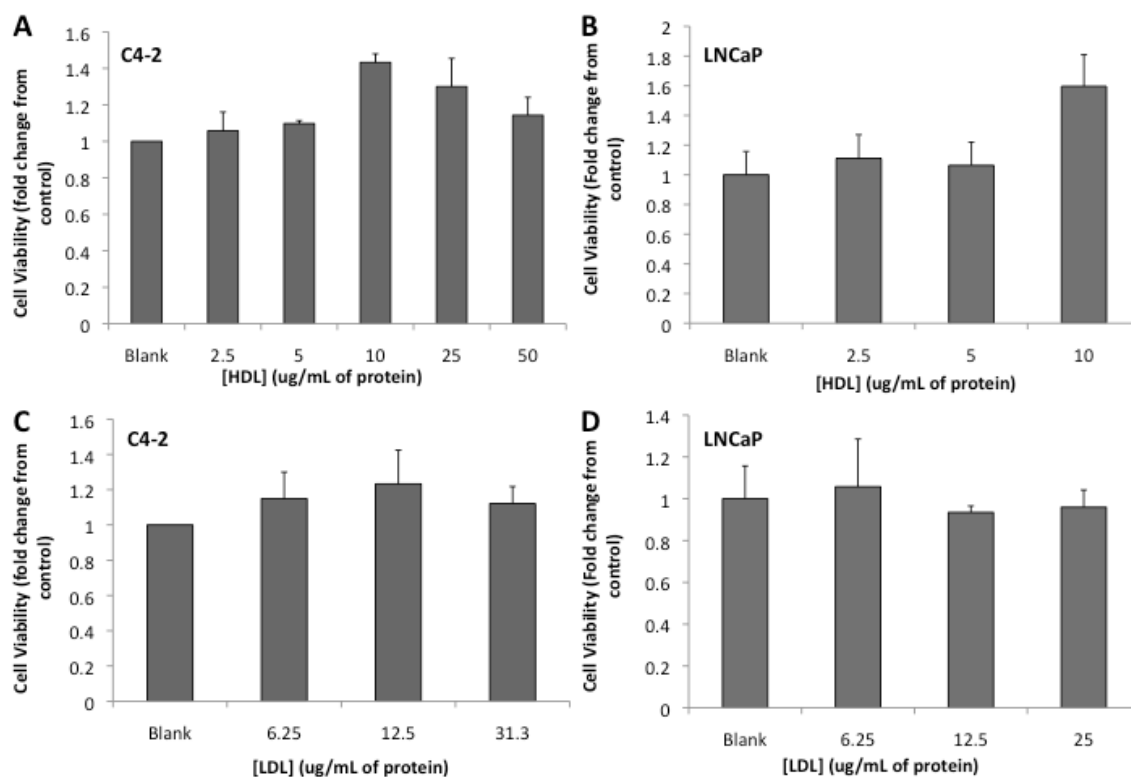 A
C4-2
Cell Viability (fold change from
control)
1.6
1.4
1.2
1
0.8
0.6
0.4
0.2
0
Blank 2.5 5 10 25 50
[HDL] (ug/mL of protein)
B
LNCaP
Cell Viability (Fold change from
control)
2
1.8
1.6
1.4
1.2
1
0.8
0.6
0.4
0.2
0
Blank 2.5 5 10
[HDL] (ug/mL of protein)
C
C4-2
Cell Viability (fold change from
control)
1.6
1.4
1.2
1
0.8
0.6
0.4
0.2
0
Blank 6.25 12.5 31.3
[LDL] (ug/mL of protein)
D
LNCaP
Cell Viability (Fold change from
control)
1.4
1.2
1
0.8
0.6
0.4
0.2
0
Blank 6.25 12.5 25
[LDL] (ug/mL of protein)